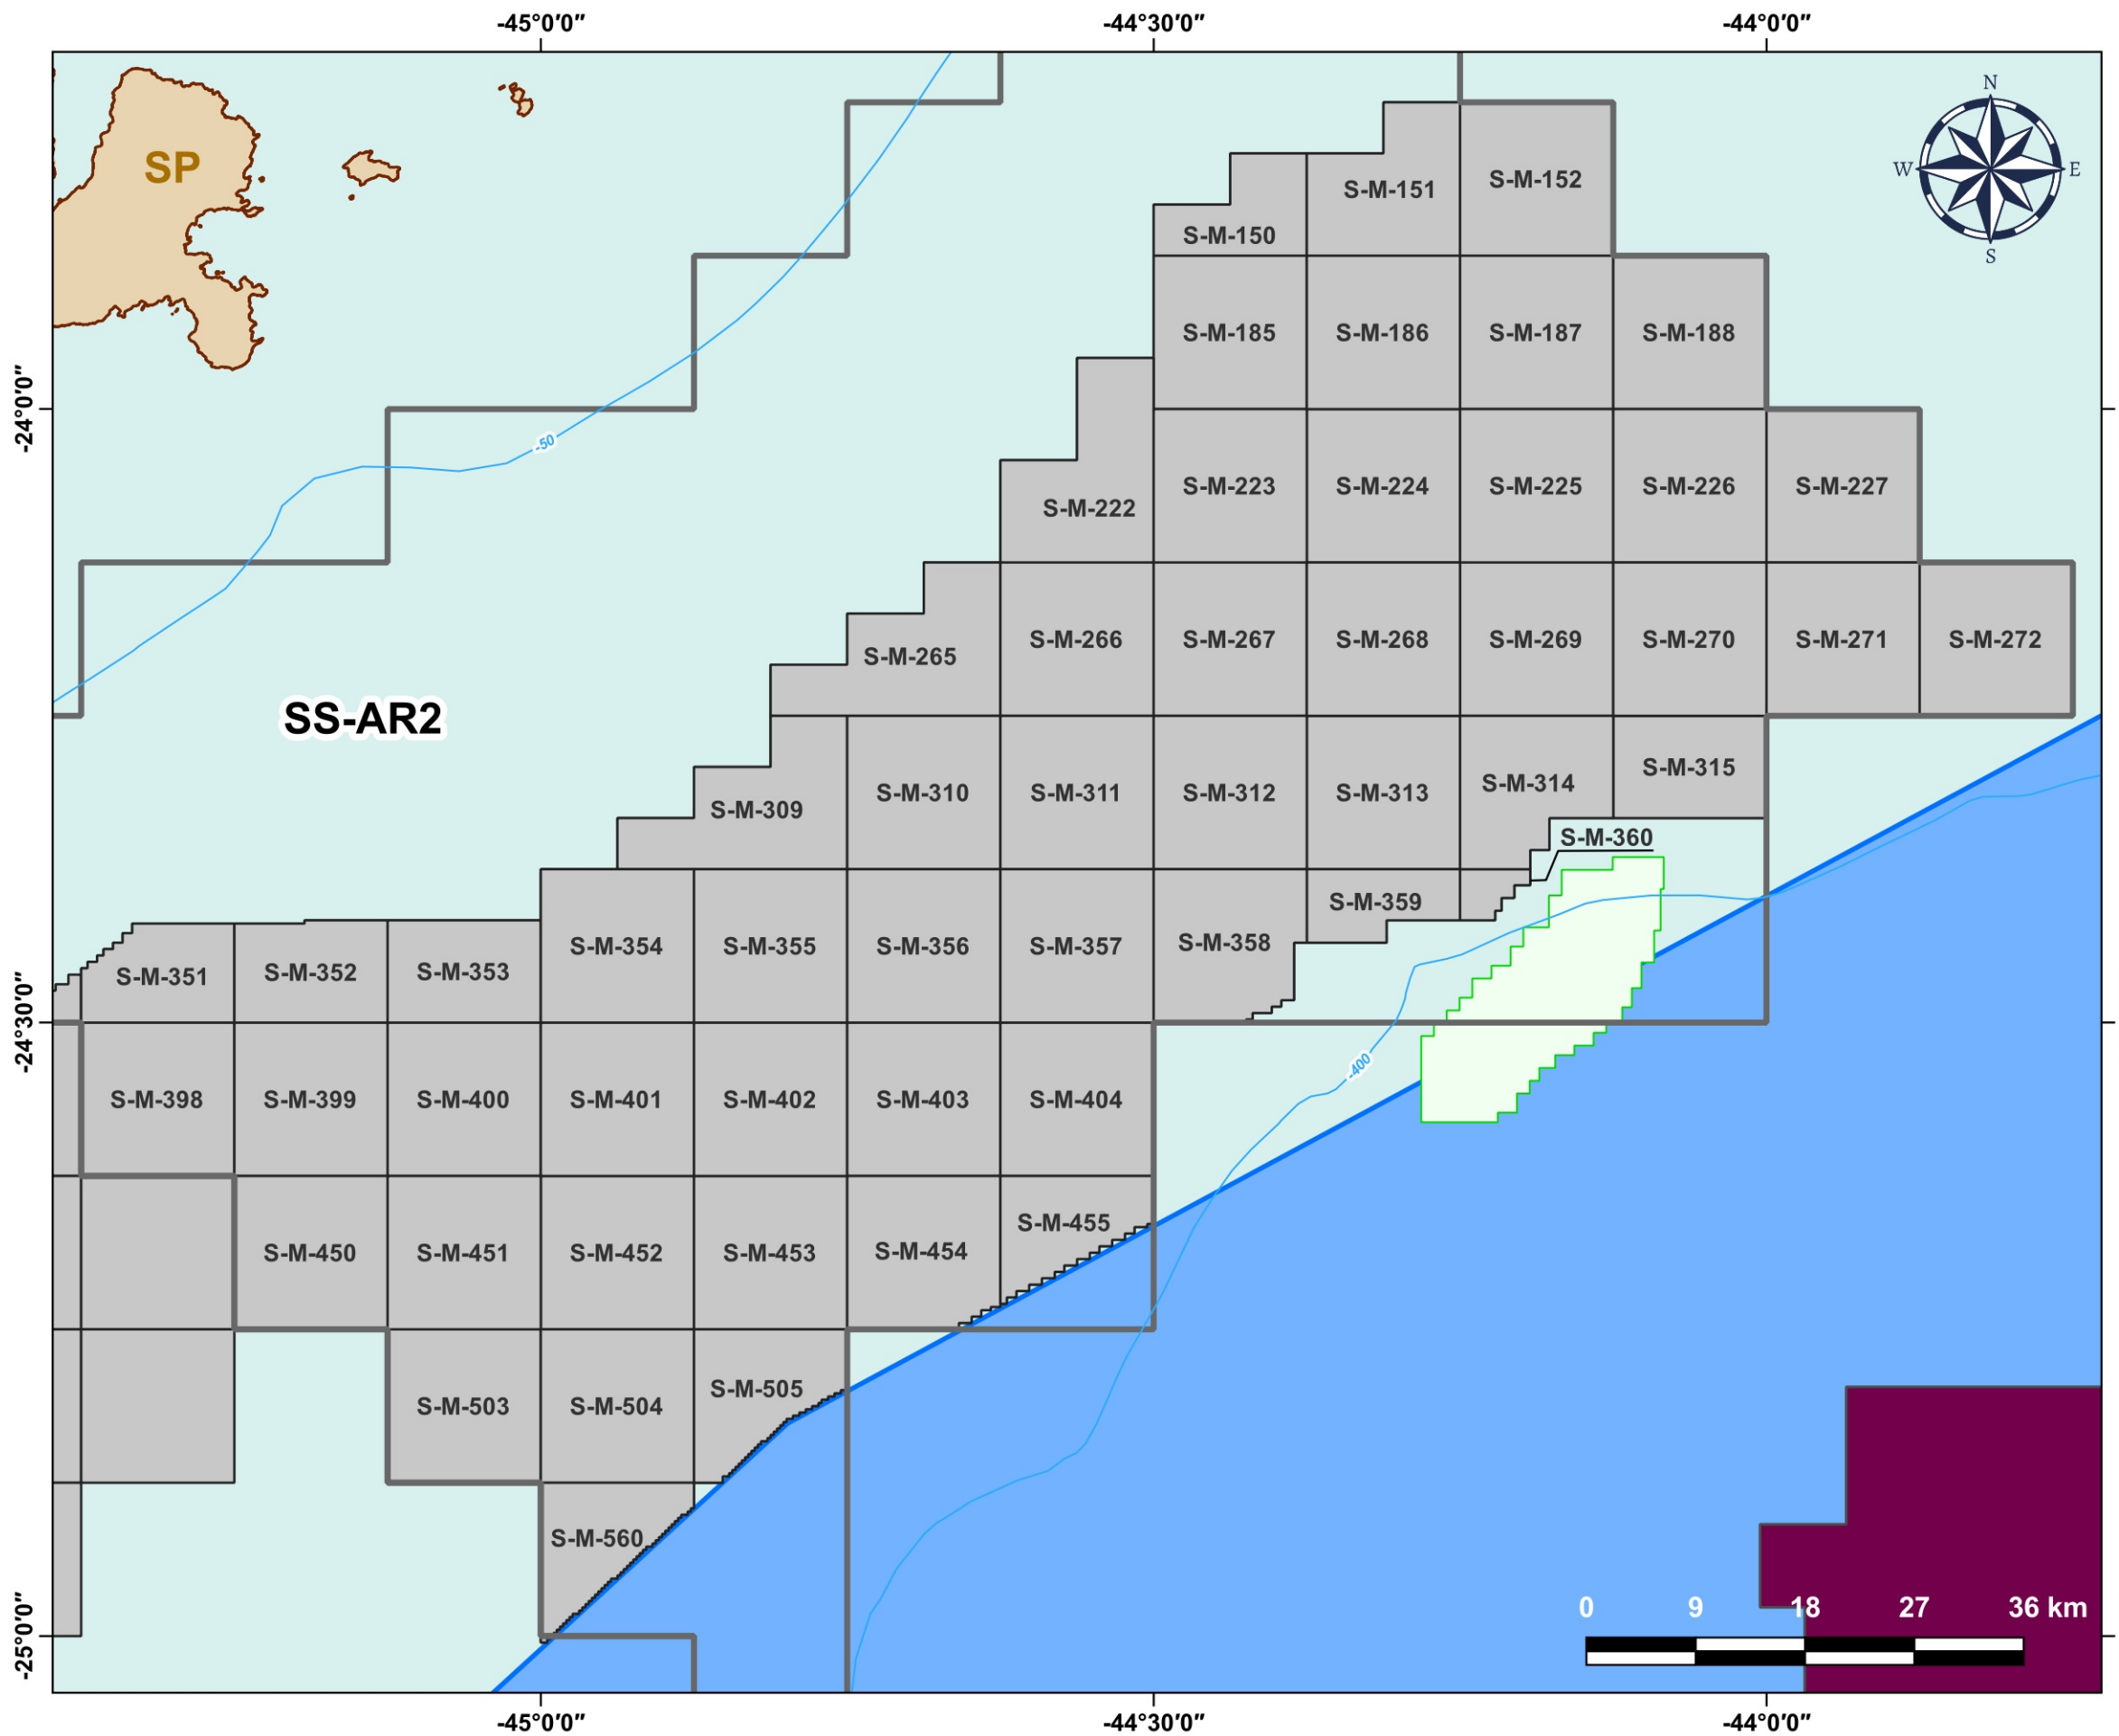 -45°0′0″ -44°30′0″ -44°0′0″
N
W E
S
SP
S-M-151 S-M-152
S-M-150
S-M-185 S-M-186 S-M-187 S-M-188
-24°0′0″
-50
S-M-222 S-M-223 S-M-224 S-M-225 S-M-226 S-M-227
S-M-265 S-M-266 S-M-267 S-M-268 S-M-269 S-M-270 S-M-271 S-M-272
SS-AR2
S-M-309 S-M-310 S-M-311 S-M-312 S-M-313 S-M-314 S-M-315
S-M-360
S-M-351 S-M-352 S-M-353 S-M-354 S-M-355 S-M-356 S-M-357 S-M-358 S-M-359
-24°30′0″
-400
S-M-398 S-M-399 S-M-400 S-M-401 S-M-402 S-M-403 S-M-404
S-M-450 S-M-451 S-M-452 S-M-453 S-M-454 S-M-455
S-M-503 S-M-504 S-M-505
S-M-560
-25°0′0″
0 9 18 27 36 km
-45°0′0″ -44°30′0″ -44°0′0″